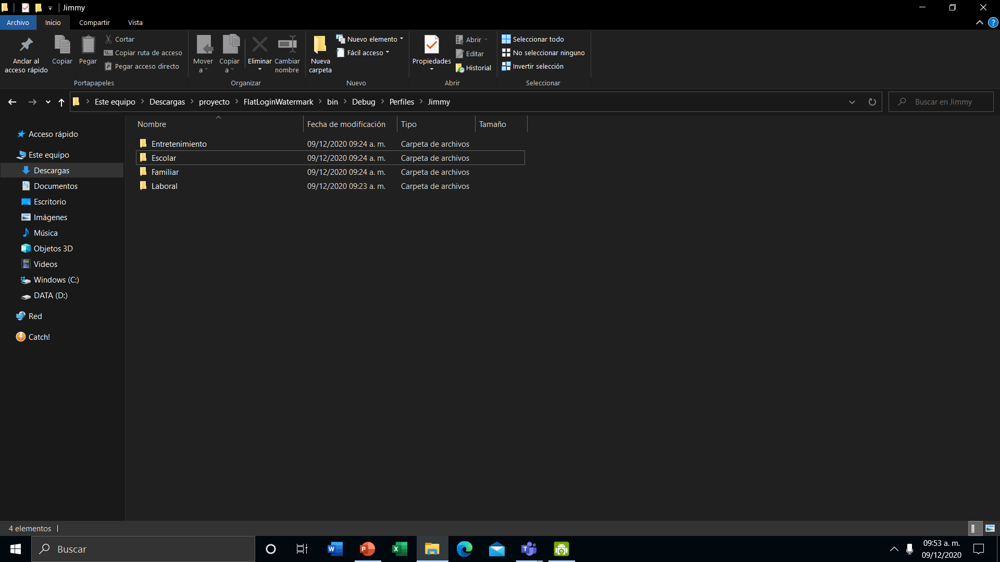 Jimmy
Archivo Inicio Compartir Vista
Anclar al acceso rápido
Copiar
Pegar
Cortar
Copiar ruta de acceso
Pegar acceso directo
Portapapeles
Mover a
Copiar a
Eliminar
Cambiar nombre
Organizar
Nueva carpeta
Nuevo elemento
Fácil acceso
Nuevo
Propiedades
Abrir
Editar
Historial
Abrir
Seleccionar todo
No seleccionar ninguno
Invertir selección
Seleccionar
Este equipo > Descargas > proyecto > FlatLoginWatermark > bin > Debug > Perfiles > Jimmy
Buscar en Jimmy
Acceso rápido
Este equipo
Descargas
Documentos
Escritorio
Imágenes
Música
Objetos 3D
Videos
Windows (C:)
DATA (D:)
Red
Catch!
Nombre Fecha de modificación Tipo Tamaño
Entretenimiento 09/12/2020 09:24 a. m. Carpeta de archivos
Escolar 09/12/2020 09:24 a. m. Carpeta de archivos
Familiar 09/12/2020 09:24 a. m. Carpeta de archivos
Laboral 09/12/2020 09:23 a. m. Carpeta de archivos
4 elementos
Buscar
09:53 a. m.
09/12/2020